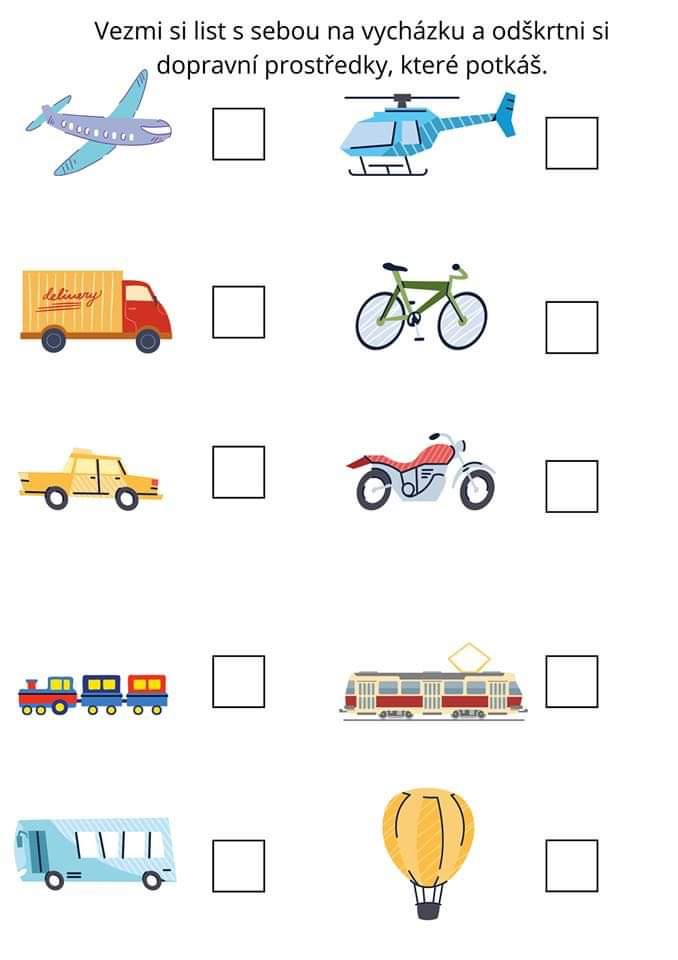 Vezmi si list s sebou na vycházku a odškrtni si
dopravní prostředky, které potkáš.
delivery